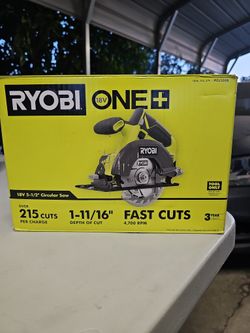 RYOBI 18V ONE+
18V 5-1/2" Circular Saw
TOOL ONLY
OVER
215 CUTS
PER CHARGE
1-11/16"
DEPTH OF CUT
FAST CUTS
4,700 RPM
3 YEAR